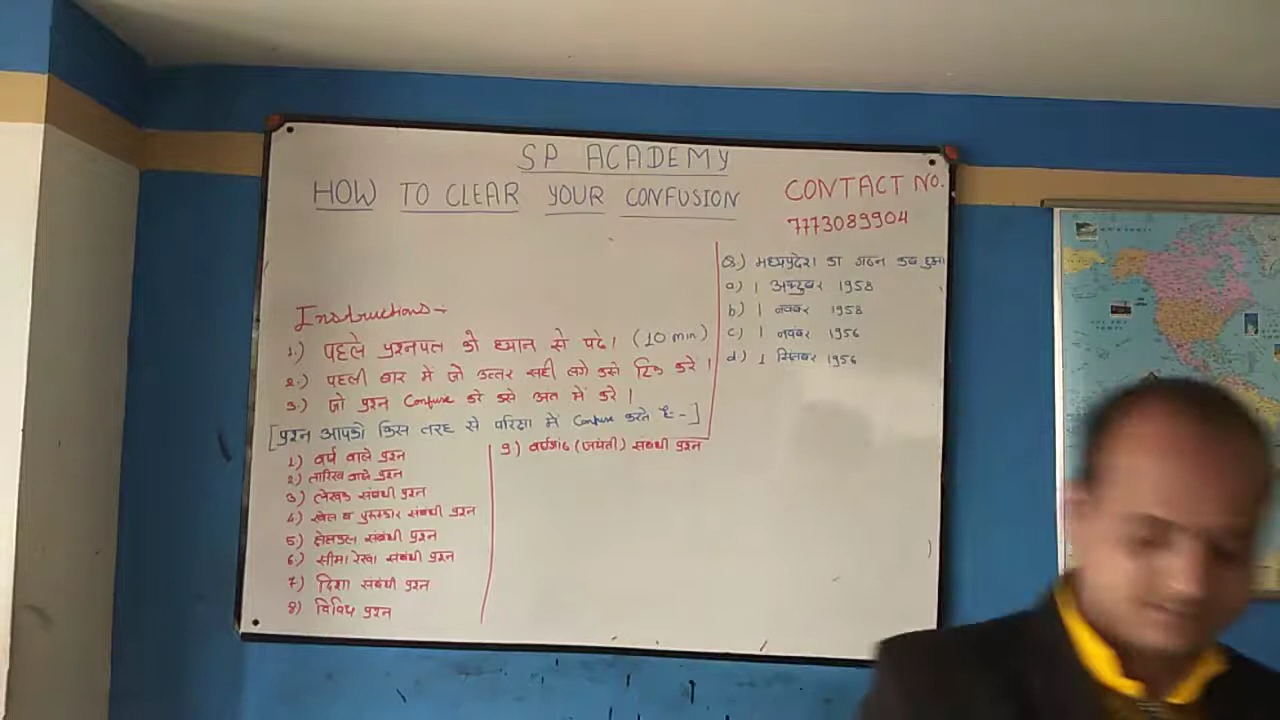 SP ACADEMY
HOW TO CLEAR YOUR CONFUSION
CONTACT NO.
7773089904
Instructions:-
1.) पहले प्रश्नपत्र को ध्यान से पढे। (10 min)
2.) पहली बार में जो उत्तर सही लगे उसे टिक करे।
3.) जो प्रश्न Confuse करे उसे अंत में करे।
[प्रश्न आपको किस तरह से परिक्षा में Confuse करते है -]
1) वर्ष वाले प्रश्न
2) तारिख वाले प्रश्न
3) लेखक संबंधी प्रश्न
4) खेल व पुरूस्कार संबंधी प्रश्न
5) क्षेत्रफल संबंधी प्रश्न
6.) सीमा रेखा संबंधी प्रश्न
7) दिशा संबंधी प्रश्न
8) विविध प्रश्न
9) वर्षगांठ (जयंती) संबंधी प्रश्न
Q.) मध्यप्रदेश का गठन कब हुआ
a) 1 अक्टुबर 1958
b) 1 नवंबर 1958
c) 1 नवंबर 1956
d) 1 सितंबर 1956